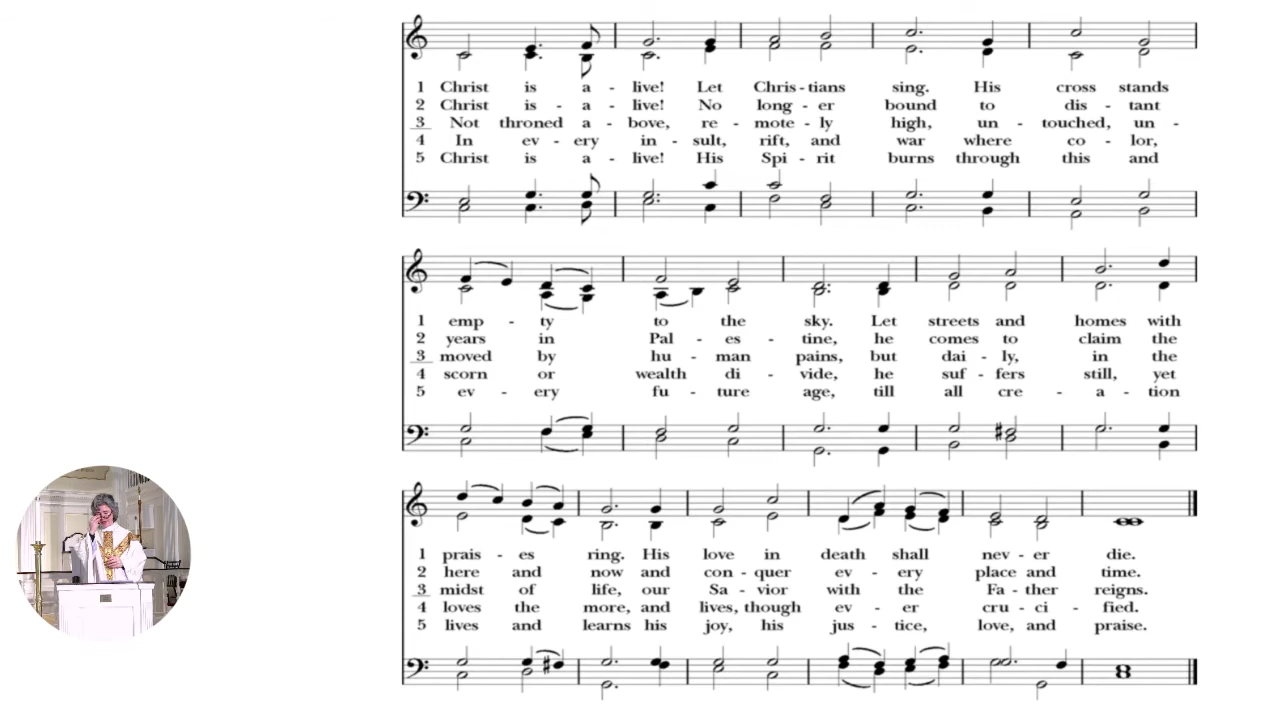 1 Christ is a - live! Let Chris - tians sing. His cross stands
2 Christ is - a - live! No long - er bound to dis - tant
3 Not throned a - bove, re - mote - ly high, un - touched, un -
4 In ev - ery in - sult, rift, and war where co - lor,
5 Christ is a - live! His Spi - rit burns through this and
1 emp - ty to the sky. Let streets and homes with
2 years in Pal - es - tine, he comes to claim the
3 moved by hu - man pains, but dai - ly, in the
4 scorn or wealth di - vide, he suf - fers still, yet
5 ev - ery fu - ture age, till all cre - a - tion
1 prais - es ring. His love in death shall nev - er die.
2 here and now and con - quer ev - ery place and time.
3 midst of life, our Sa - vior with the Fa - ther reigns.
4 loves the more, and lives, though ev - er cru - ci - fied.
5 lives and learns his joy, his jus - tice, love, and praise.